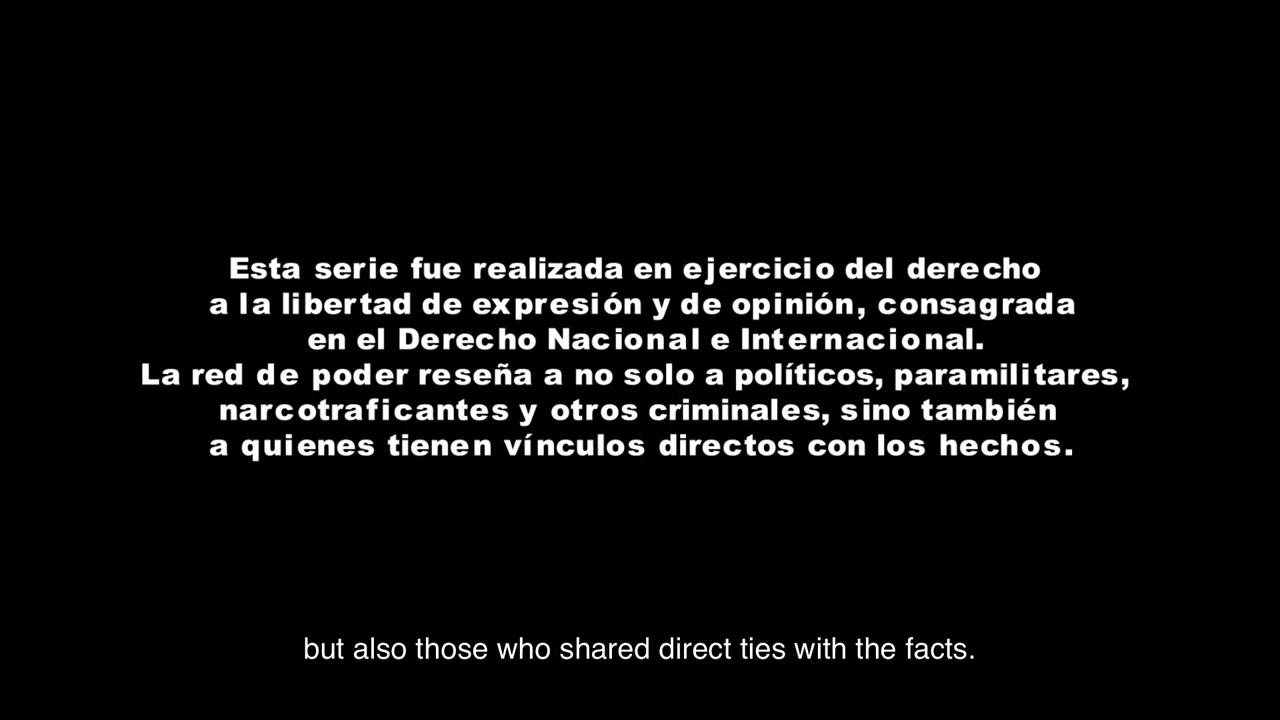 Esta serie fue realizada en ejercicio del derecho
a la libertad de expresión y de opinión, consagrada
en el Derecho Nacional e Internacional.
La red de poder reseña a no solo a políticos, paramilitares,
narcotraficantes y otros criminales, sino también
a quienes tienen vínculos directos con los hechos.
but also those who shared direct ties with the facts.